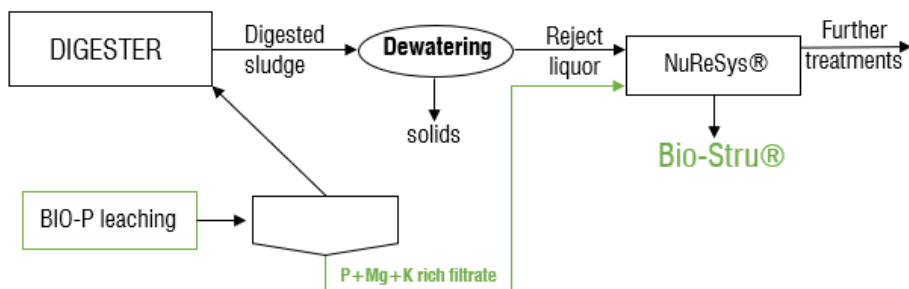 DIGESTER
Digested
sludge
Dewatering
Reject
liquor
NuReSys®
Further
treatments
solids
Bio-Stru®
BIO-P leaching
P+Mg+K rich filtrate